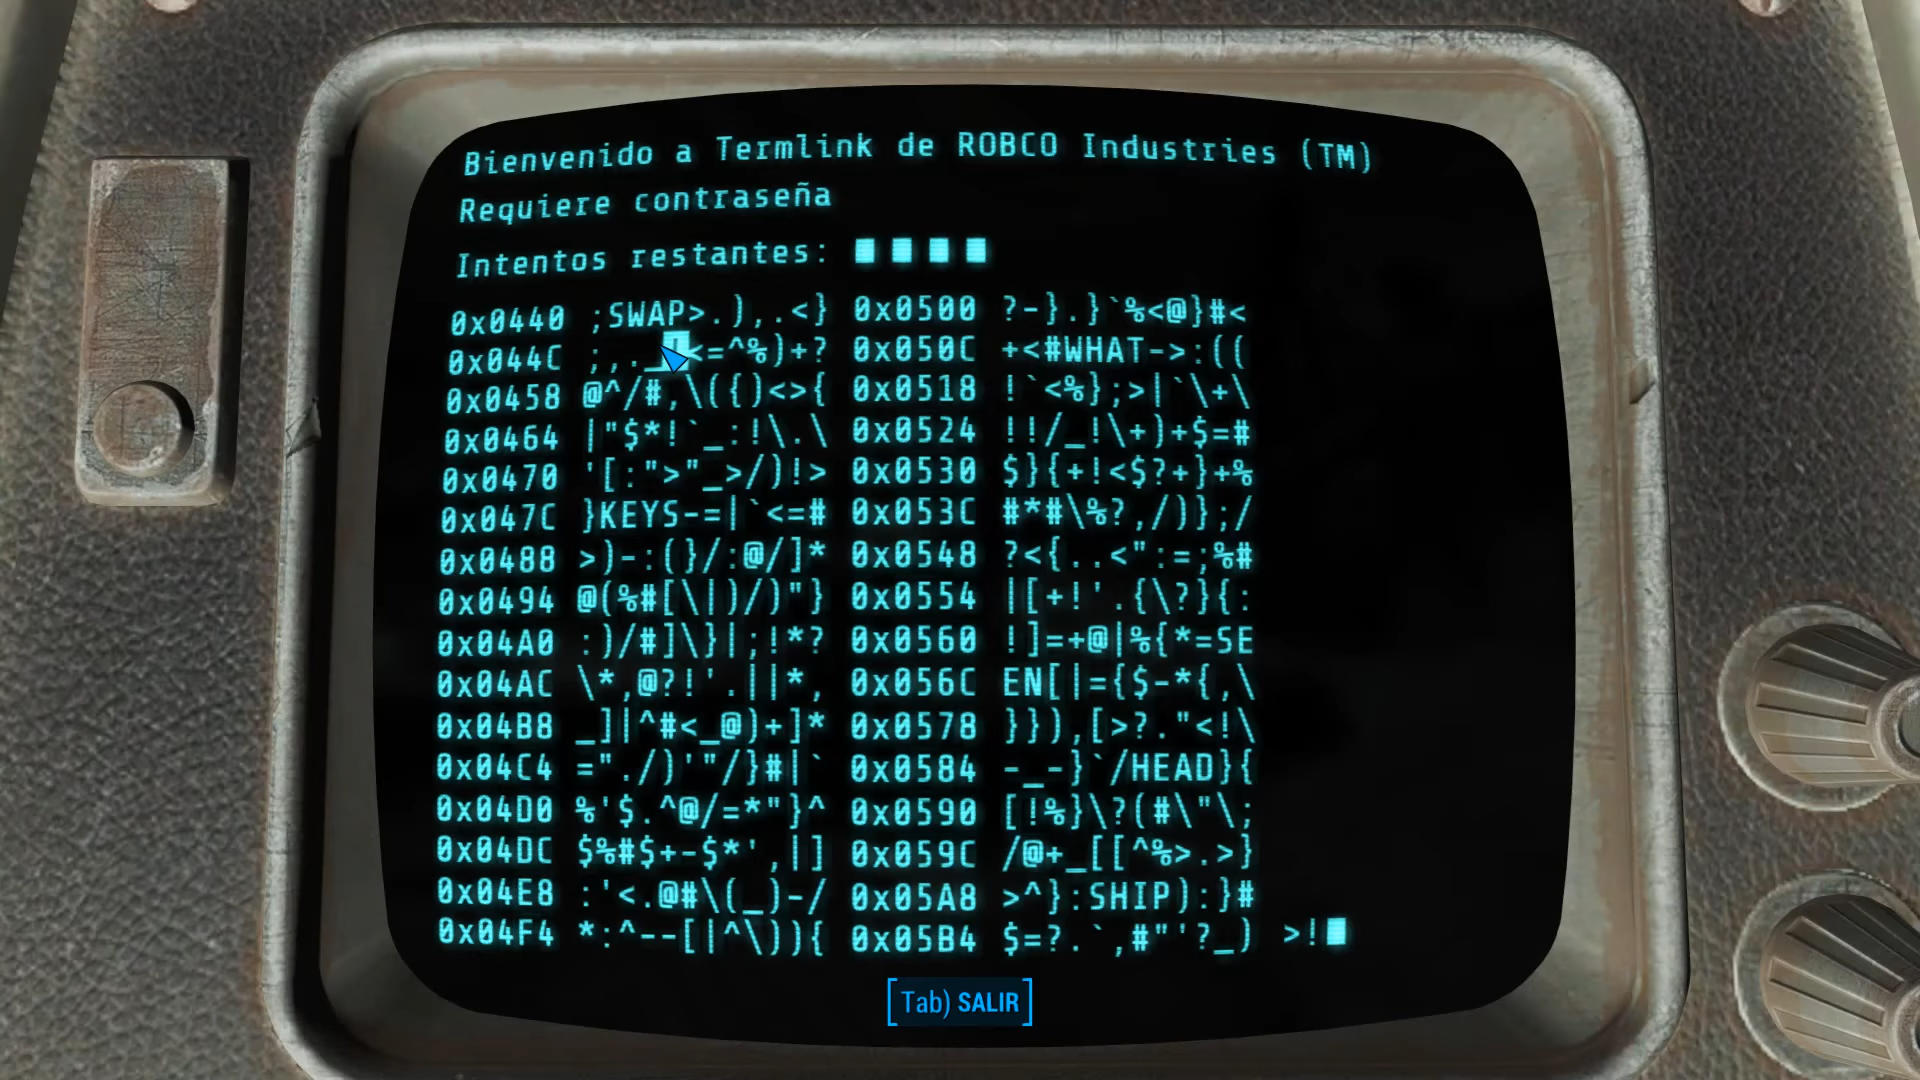 Bienvenido a Termlink de ROBCO Industries (TM)
Requiere contraseña
Intentos restantes: ■ ■ ■ ■
0x0440 ;SWAP>.),.<} 0x0500 ?-}.}`%<@}#<
0x044C ;,._!<=^%)+? 0x050C +<#WHAT->:((
0x0458 @^/#,\({)<>{ 0x0518 !`<%};>|`\+\
0x0464 |"$*!`_:!\.\ 0x0524 !!/_!\+)+$=#
0x0470 '[:">"_>/)!> 0x0530 $}{+!<$?+}+%
0x047C }KEYS-=|`<=# 0x053C #*#\%?,/)};/
0x0488 >)-:(}/:@/]* 0x0548 ?<{..<":=;%#
0x0494 @(%#[\|)/)"} 0x0554 |[+!'.{\?}{:
0x04A0 :)/#]\}|;!*? 0x0560 !]=+@|%{*=SE
0x04AC \*,@?!'.||*, 0x056C EN[|={$-*{,\
0x04B8 _]|^#<_@)+]* 0x0578 }}),[>?."<!\
0x04C4 ="./)'"/}#|` 0x0584 -_-}`/HEAD}{
0x04D0 %'$.^@/=*"}^ 0x0590 [!%}\?(#\"\;
0x04DC $%#$+-$*',|] 0x059C /@+_[[^%>.>}
0x04E8 :'<.@#\(_)-/ 0x05A8 >^}:SHIP):}#
0x04F4 *:^--[|^\)){ 0x05B4 $=?.`,#"'?_) >!■
[Tab) SALIR]